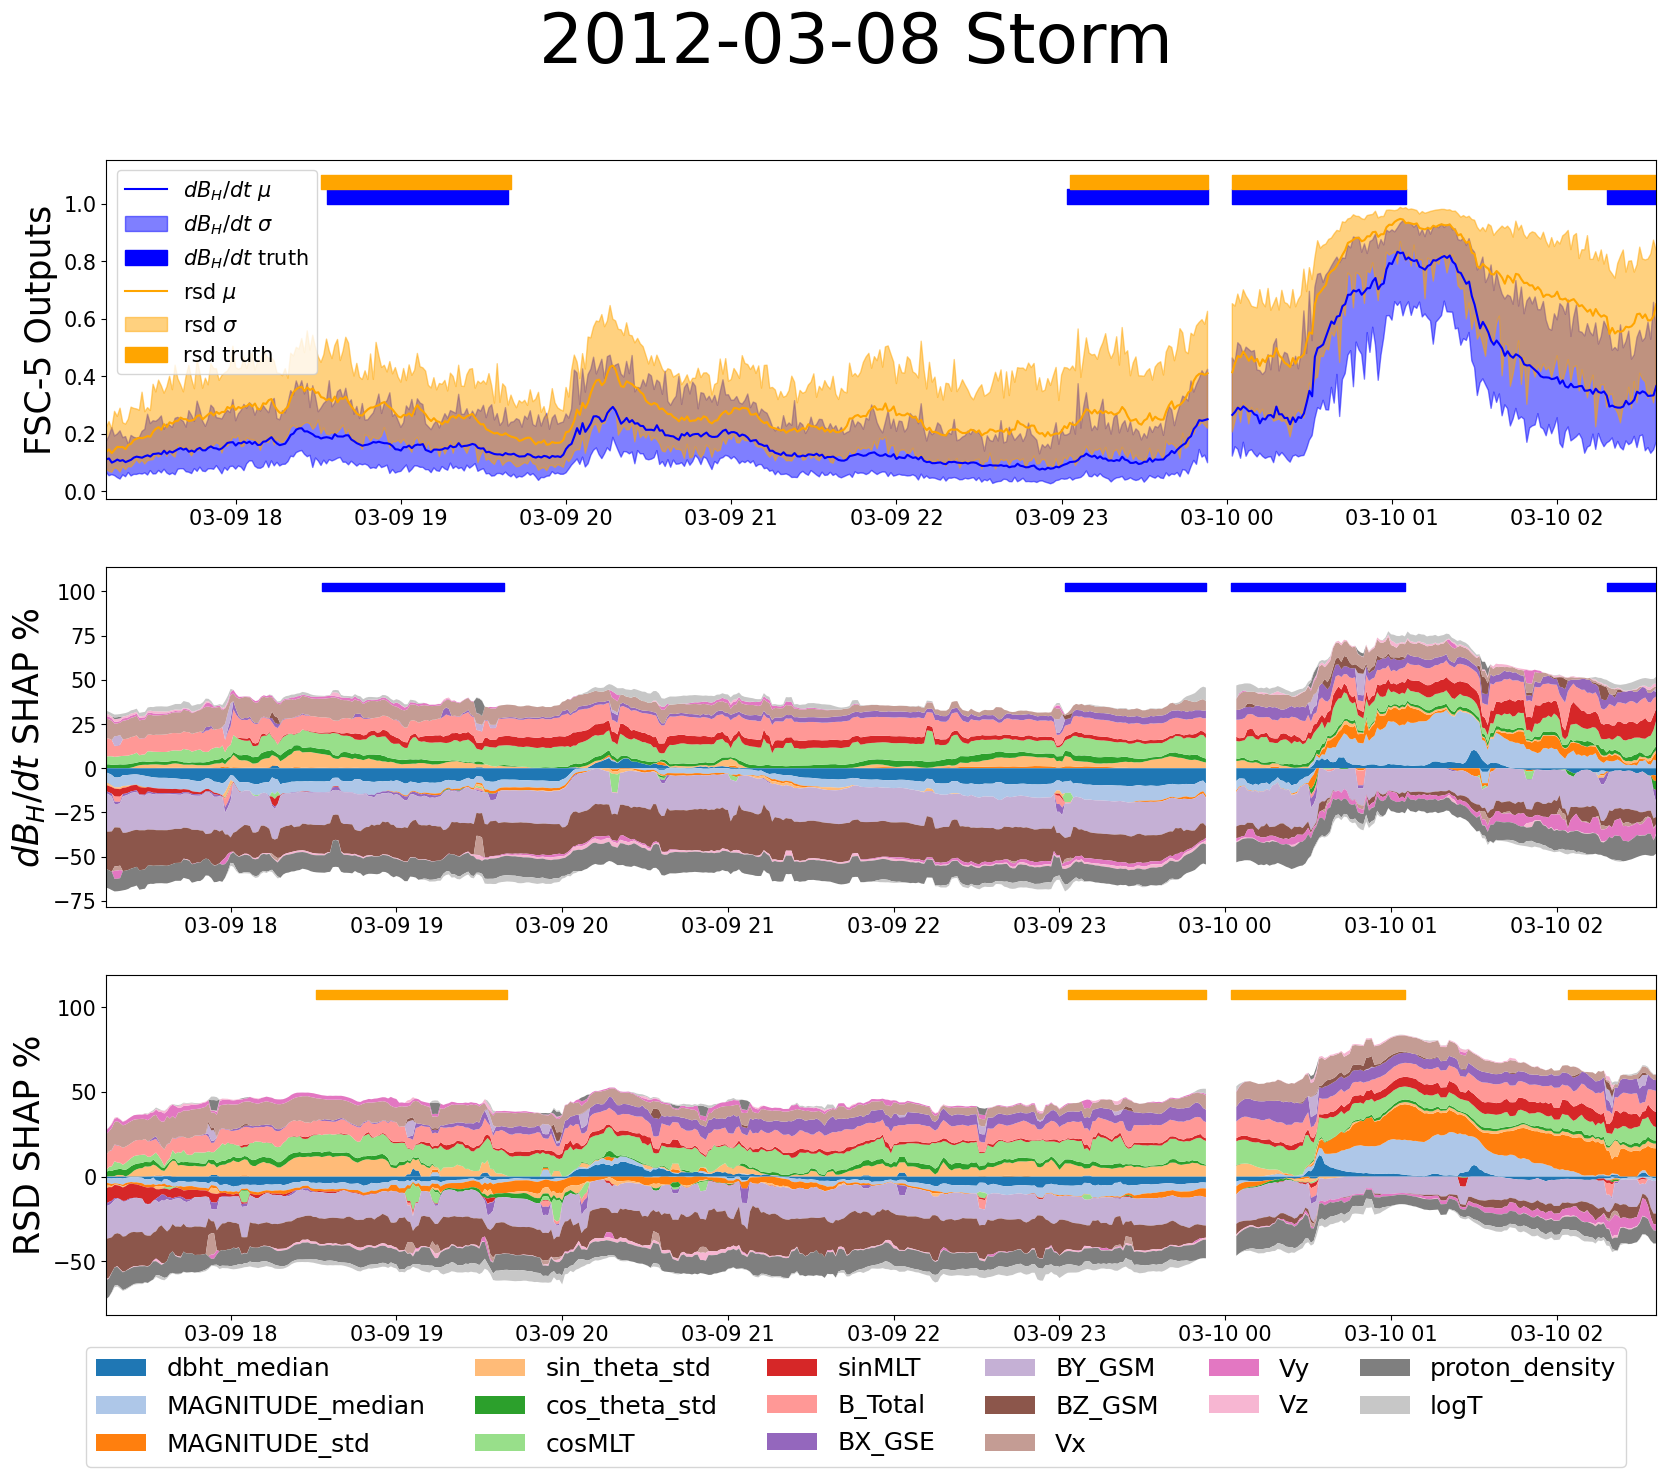 2012-03-08 Storm
FSC-5 Outputs
1.0
0.8
0.6
0.4
0.2
0.0
dB_H/dt μ
dB_H/dt σ
dB_H/dt truth
rsd μ
rsd σ
rsd truth
03-09 18 03-09 19 03-09 20 03-09 21 03-09 22 03-09 23 03-10 00 03-10 01 03-10 02
dB_H/dt SHAP %
100
75
50
25
0
−25
−50
−75
03-09 18 03-09 19 03-09 20 03-09 21 03-09 22 03-09 23 03-10 00 03-10 01 03-10 02
RSD SHAP %
100
50
0
−50
03-09 18 03-09 19 03-09 20 03-09 21 03-09 22 03-09 23 03-10 00 03-10 01 03-10 02
dbht_median sin_theta_std sinMLT BY_GSM Vy proton_density
MAGNITUDE_median cos_theta_std B_Total BZ_GSM Vz logT
MAGNITUDE_std cosMLT BX_GSE Vx